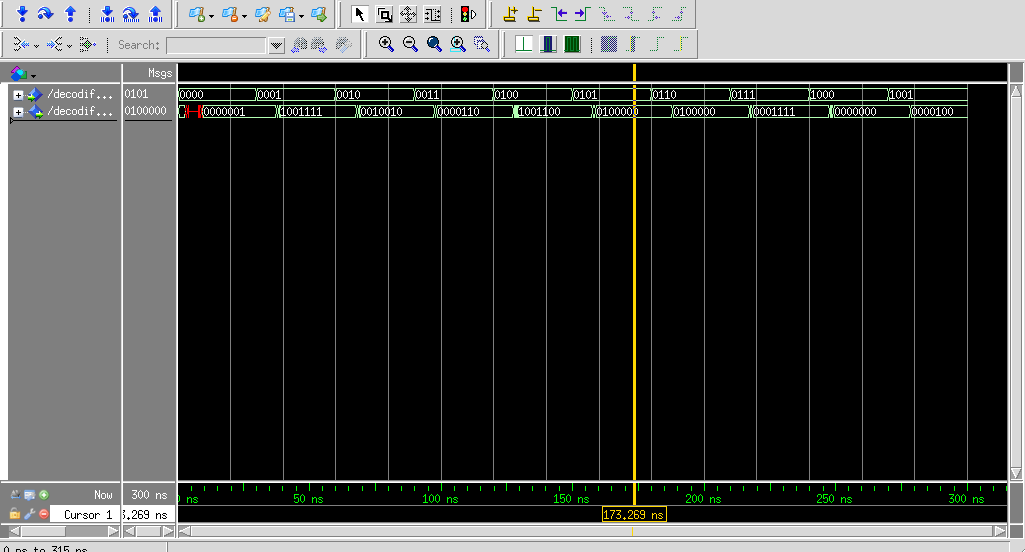 Search:
Msgs
/decodif... 0101 0000 0001 0010 0011 0100 0101 0110 0111 1000 1001
/decodif... 0100000 0000001 1001111 0010010 0000110 1001100 0100000 0100000 0001111 0000000 0000100
Now 300 ns ns 50 ns 100 ns 150 ns 200 ns 250 ns 300 ns
Cursor 1 3.269 ns 173.269 ns
0 ns to 315 ns